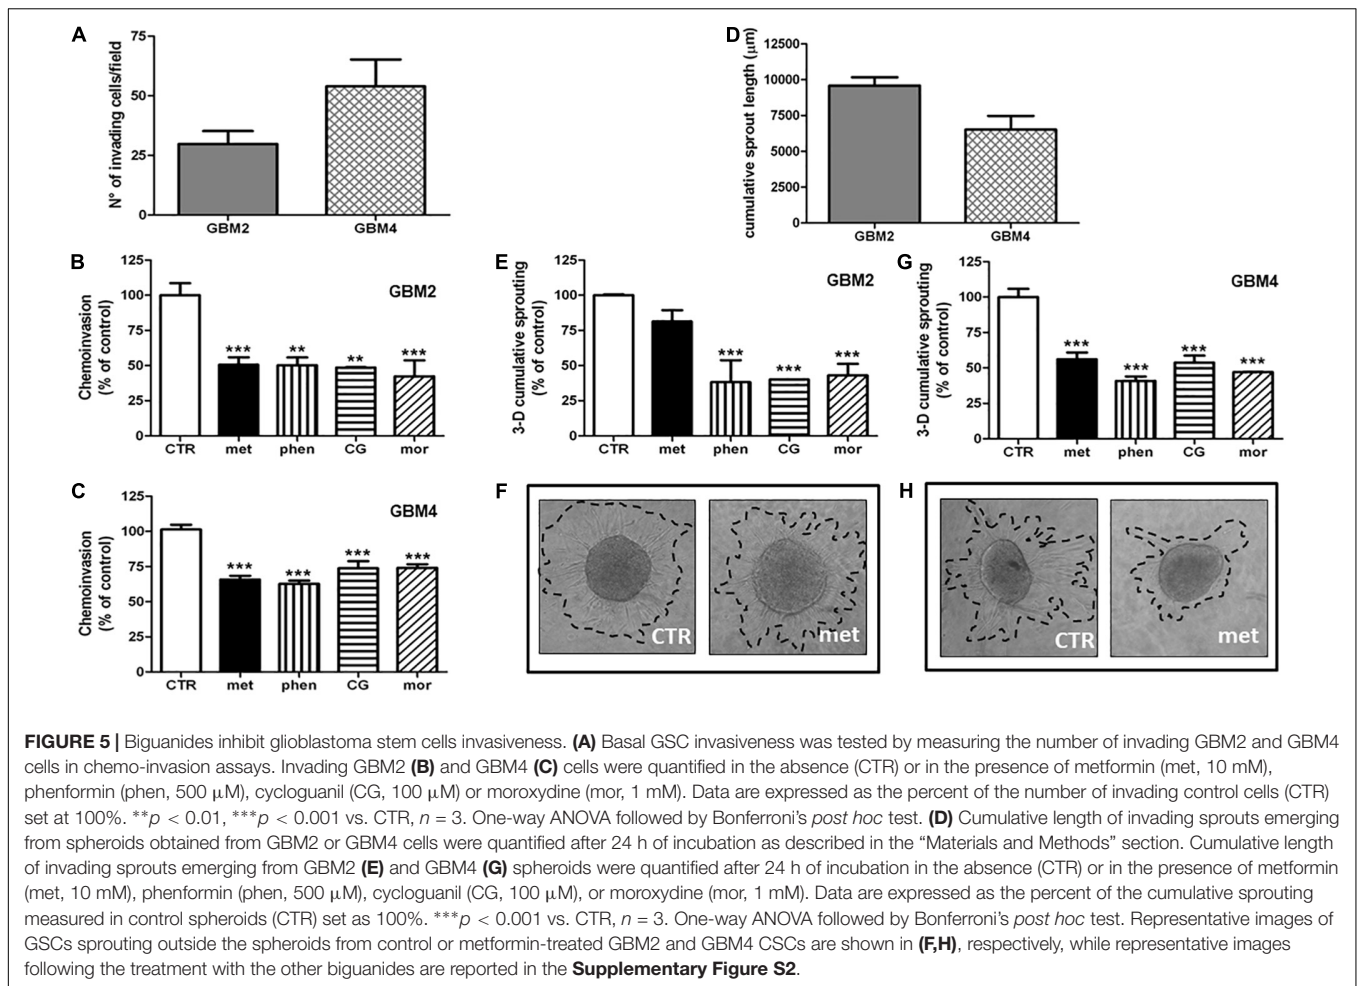 A
75
50
25
0
N° of invading cells/field
GBM2
GBM4
D
12500
10000
7500
5000
2500
0
cumulative sprout length (μm)
GBM2
GBM4
B
125
100
75
50
25
0
Chemoinvasion
(% of control)
GBM2
***
**
**
***
CTR
met
phen
CG
mor
E
125
100
75
50
25
0
3-D cumulative sprouting
(% of control)
GBM2
***
***
***
CTR
met
phen
CG
mor
G
125
100
75
50
25
0
3-D cumulative sprouting
(% of control)
GBM4
***
***
***
***
CTR
met
phen
CG
mor
C
125
100
75
50
25
0
Chemoinvasion
(% of control)
GBM4
***
***
***
***
CTR
met
phen
CG
mor
F
CTR
met
H
CTR
met
FIGURE 5 | Biguanides inhibit glioblastoma stem cells invasiveness. (A) Basal GSC invasiveness was tested by measuring the number of invading GBM2 and GBM4
cells in chemo-invasion assays. Invading GBM2 (B) and GBM4 (C) cells were quantified in the absence (CTR) or in the presence of metformin (met, 10 mM),
phenformin (phen, 500 μM), cycloguanil (CG, 100 μM) or moroxydine (mor, 1 mM). Data are expressed as the percent of the number of invading control cells (CTR)
set at 100%. **p < 0.01, ***p < 0.001 vs. CTR, n = 3. One-way ANOVA followed by Bonferroni's post hoc test. (D) Cumulative length of invading sprouts emerging
from spheroids obtained from GBM2 or GBM4 cells were quantified after 24 h of incubation as described in the "Materials and Methods" section. Cumulative length
of invading sprouts emerging from GBM2 (E) and GBM4 (G) spheroids were quantified after 24 h of incubation in the absence (CTR) or in the presence of metformin
(met, 10 mM), phenformin (phen, 500 μM), cycloguanil (CG, 100 μM), or moroxydine (mor, 1 mM). Data are expressed as the percent of the cumulative sprouting
measured in control spheroids (CTR) set as 100%. ***p < 0.001 vs. CTR, n = 3. One-way ANOVA followed by Bonferroni's post hoc test. Representative images of
GSCs sprouting outside the spheroids from control or metformin-treated GBM2 and GBM4 CSCs are shown in (F,H), respectively, while representative images
following the treatment with the other biguanides are reported in the Supplementary Figure S2.